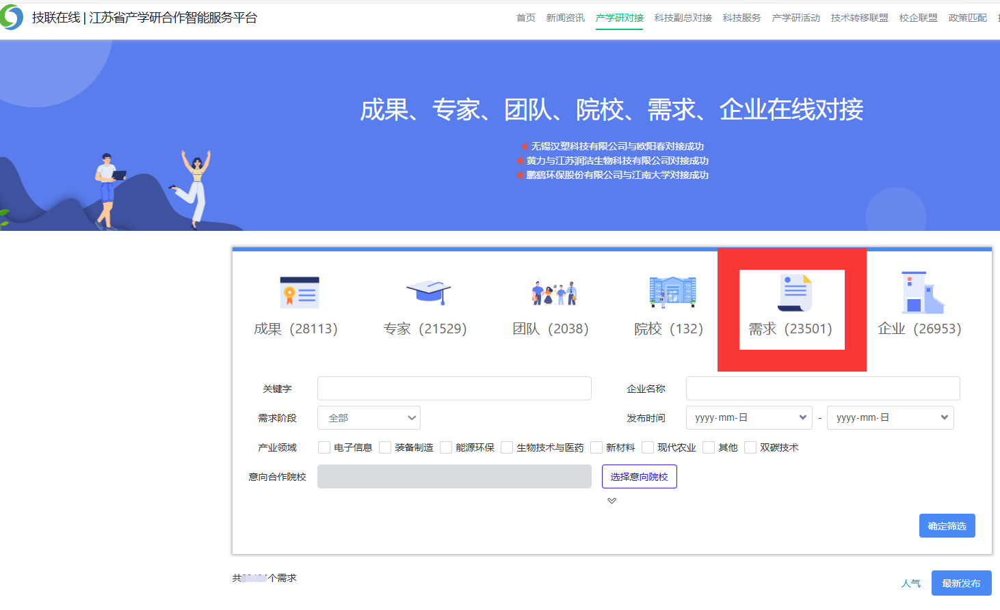 技联在线 | 江苏省产学研合作智能服务平台
首页 新闻资讯 产学研对接 科技副总对接 科技服务 产学研活动 技术转移联盟 校企联盟 政策匹配
成果、专家、团队、院校、需求、企业在线对接
无锡汉塑科技有限公司与欧阳春对接成功
黄力与江苏润洁生物科技有限公司对接成功
鹏鹞环保股份有限公司与江南大学对接成功
成果（28113） 专家（21529） 团队（2038） 院校（132） 需求（23501） 企业（26953）
关键字 企业名称
需求阶段 全部 发布时间 yyyy-mm-日 - yyyy-mm-日
产业领域 电子信息 装备制造 能源环保 生物技术与医药 新材料 现代农业 其他 双碳技术
意向合作院校 选择意向院校
确定筛选
共 个需求
人气 最新发布